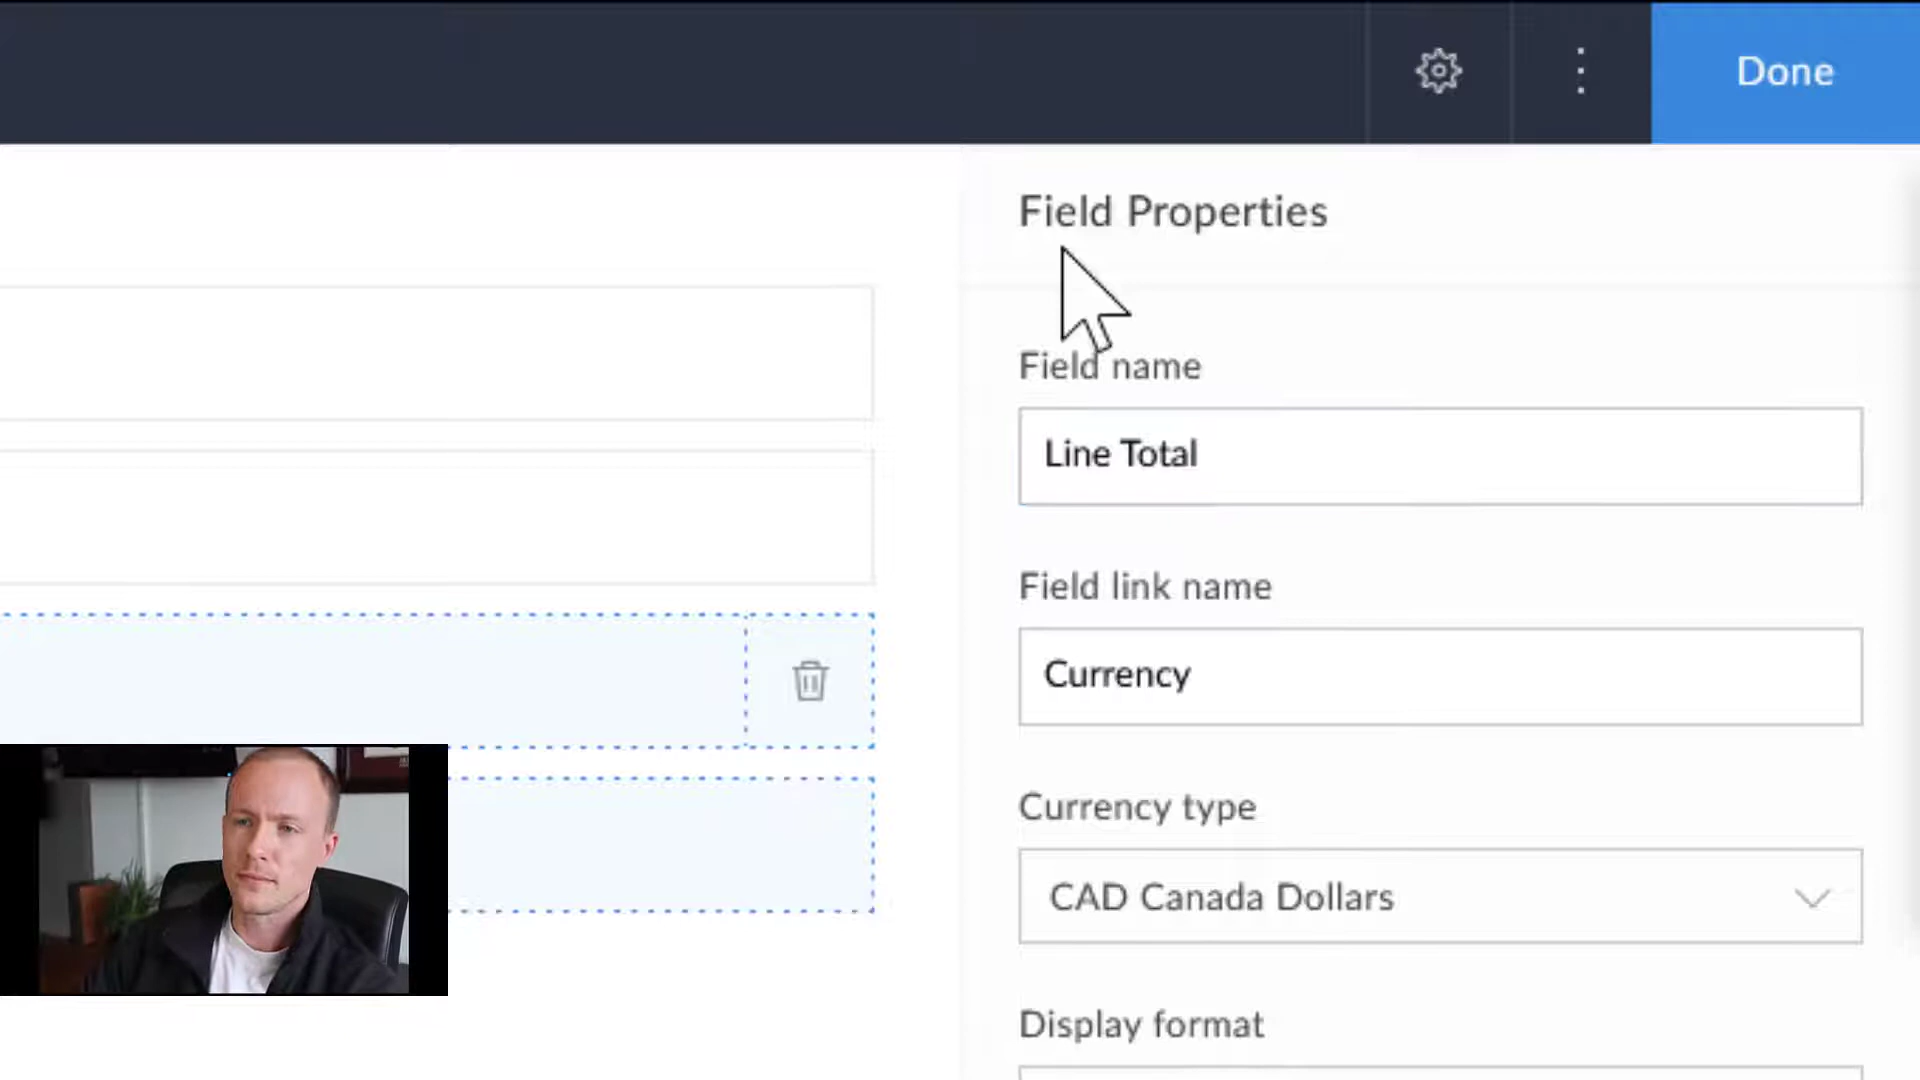 Done
Field Properties
Field name
Line Total
Field link name
Currency
Currency type
CAD Canada Dollars
Display format